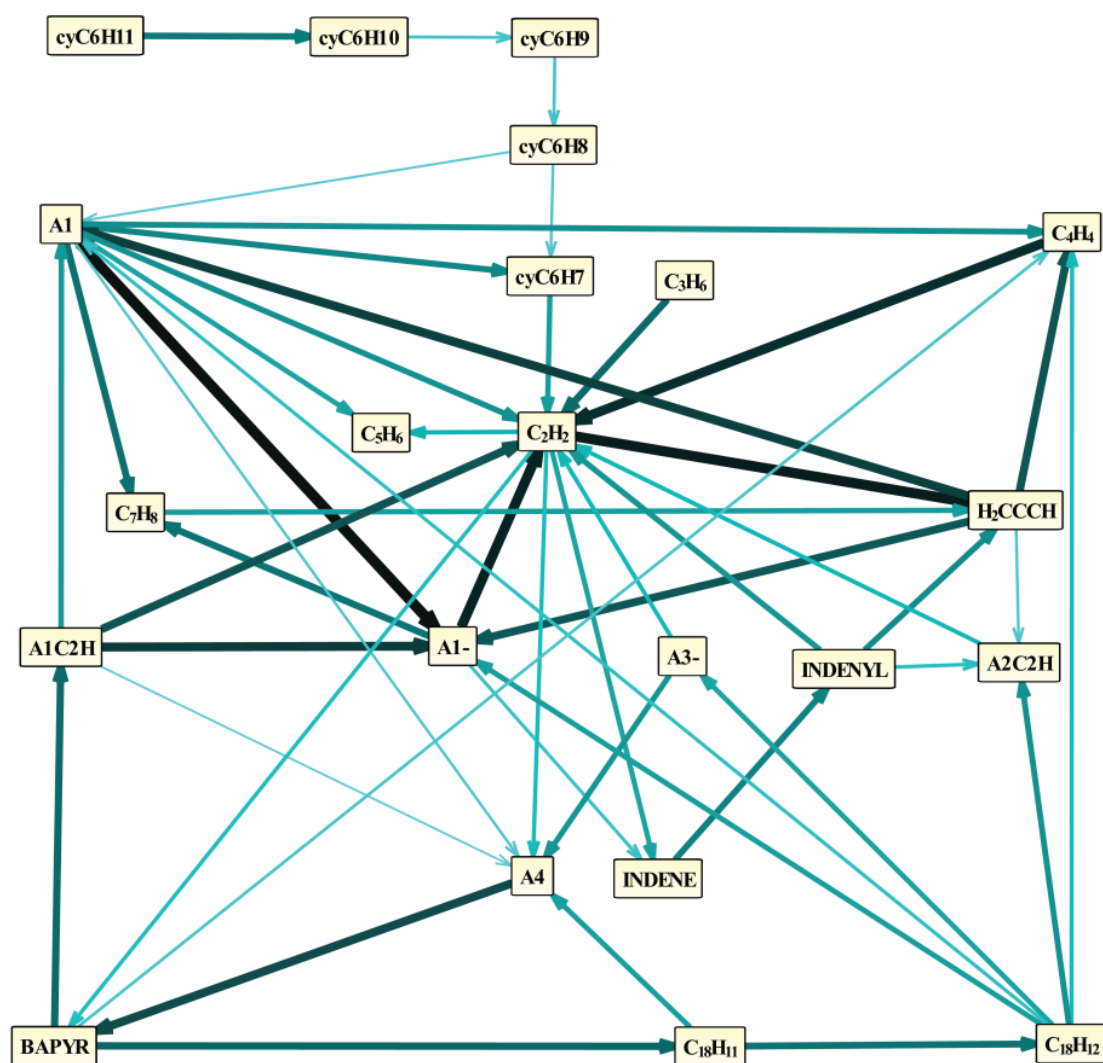 cyC6H11
cyC6H10
cyC6H9
cyC6H8
A1
C₄H₄
cyC6H7
C₃H₆
C₅H₆
C₂H₂
C₇H₈
H₂CCCH
A1C2H
A1-
A3-
INDENYL
A2C2H
A4
INDENE
BAPYR
C₁₈H₁₁
C₁₈H₁₂